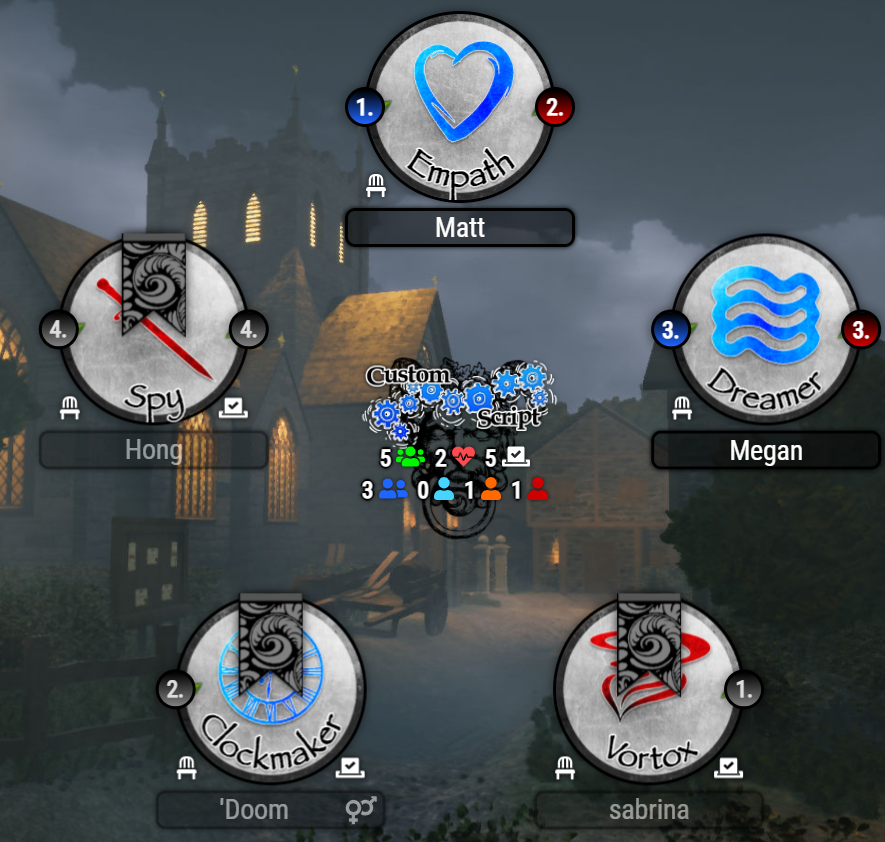 Empath
1.
2.
Matt
Spy
4.
4.
Hong
Custom
Script
5 2 5
3 0 1 1
Dreamer
3.
3.
Megan
Clockmaker
2.
'Doom
Vortox
1.
sabrina